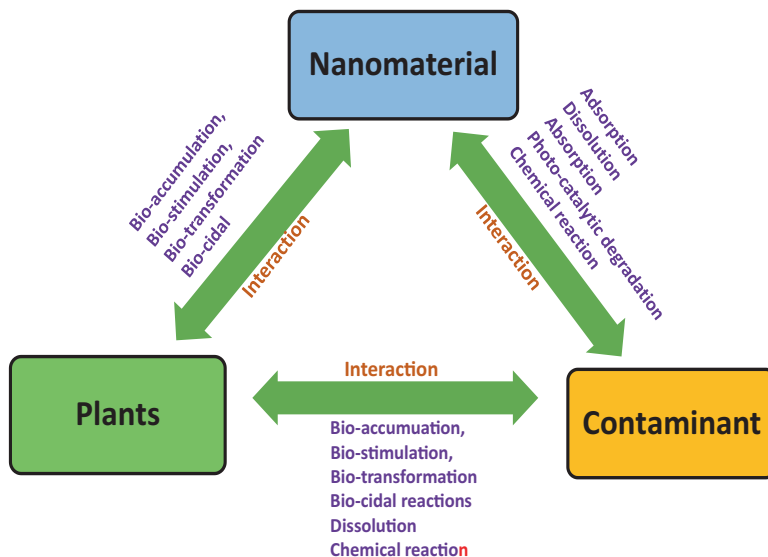 Nanomaterial
Bio-accumulation,
Bio-stimulation,
Bio-transformation
Bio-cidal
Interaction
Adsorption
Dissolution
Absorption
Photo-catalytic degradation
Chemical reaction
Interaction
Plants
Interaction
Contaminant
Bio-accumuation,
Bio-stimulation,
Bio-transformation
Bio-cidal reactions
Dissolution
Chemical reaction